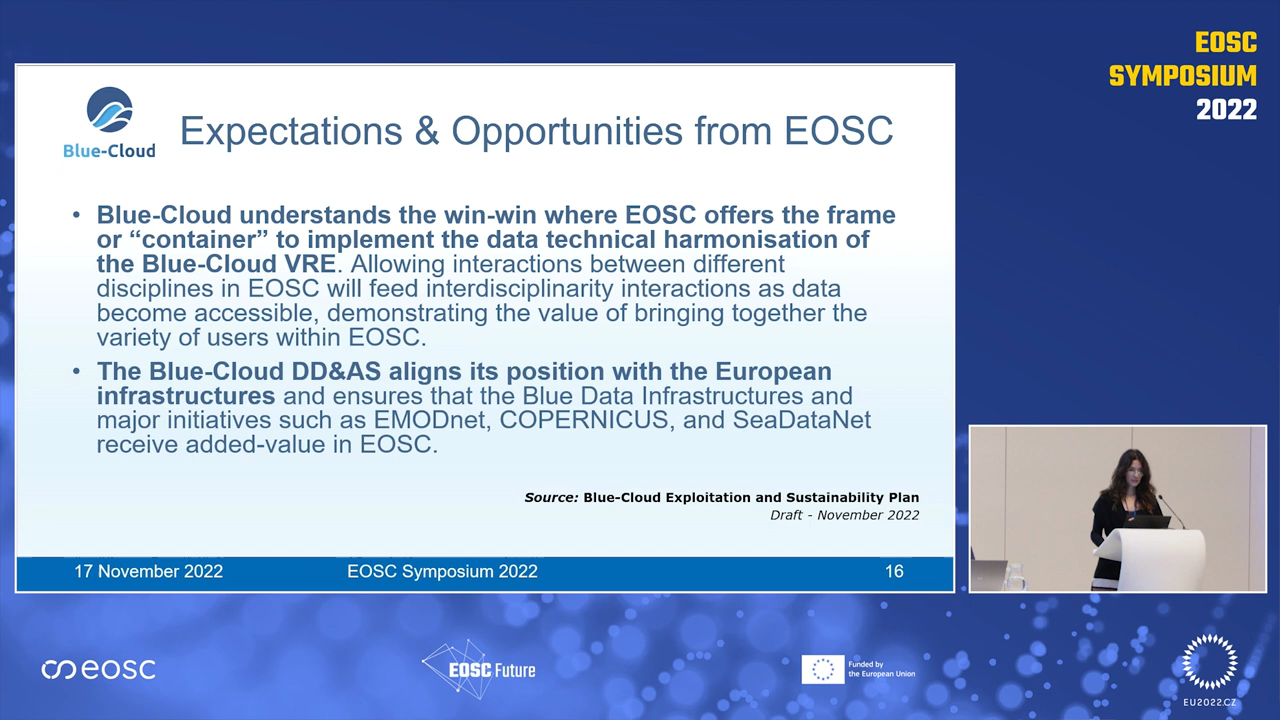 EOSC
SYMPOSIUM
2022
Blue-Cloud
Expectations & Opportunities from EOSC
• Blue-Cloud understands the win-win where EOSC offers the frame
or “container” to implement the data technical harmonisation of
the Blue-Cloud VRE. Allowing interactions between different
disciplines in EOSC will feed interdisciplinarity interactions as data
become accessible, demonstrating the value of bringing together the
variety of users within EOSC.
• The Blue-Cloud DD&AS aligns its position with the European
infrastructures and ensures that the Blue Data Infrastructures and
major initiatives such as EMODnet, COPERNICUS, and SeaDataNet
receive added-value in EOSC.
Source: Blue-Cloud Exploitation and Sustainability Plan
Draft - November 2022
17 November 2022 EOSC Symposium 2022 16
eosc
EOSC Future
Funded by
the European Union
EU2022.CZ